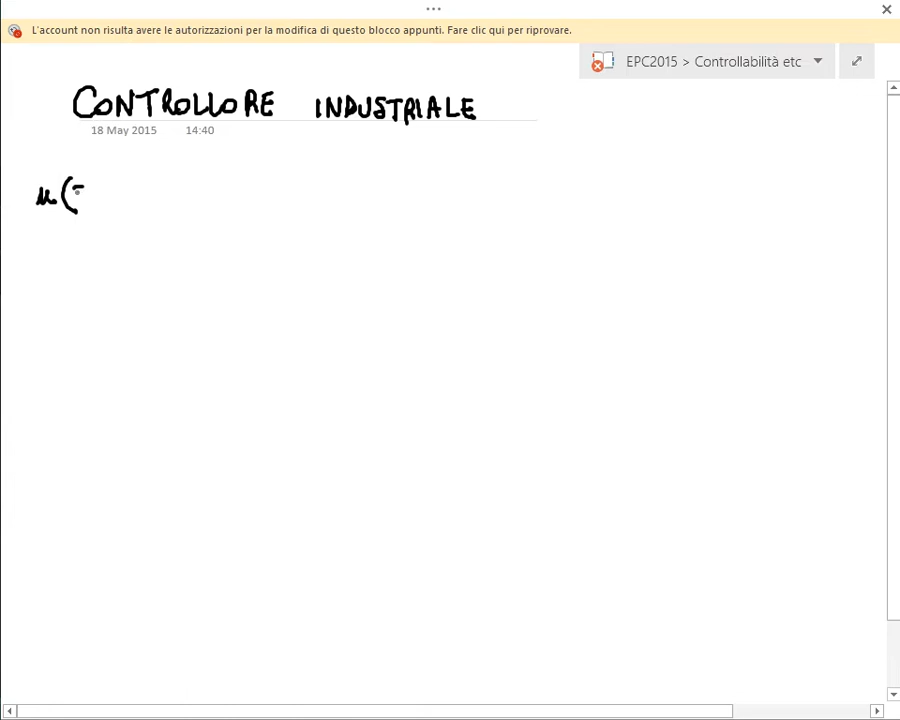 L'account non risulta avere le autorizzazioni per la modifica di questo blocco appunti. Fare clic qui per riprovare.
EPC2015 > Controllabilità etc
CONTROLLORE INDUSTRIALE
18 May 2015 14:40
u(